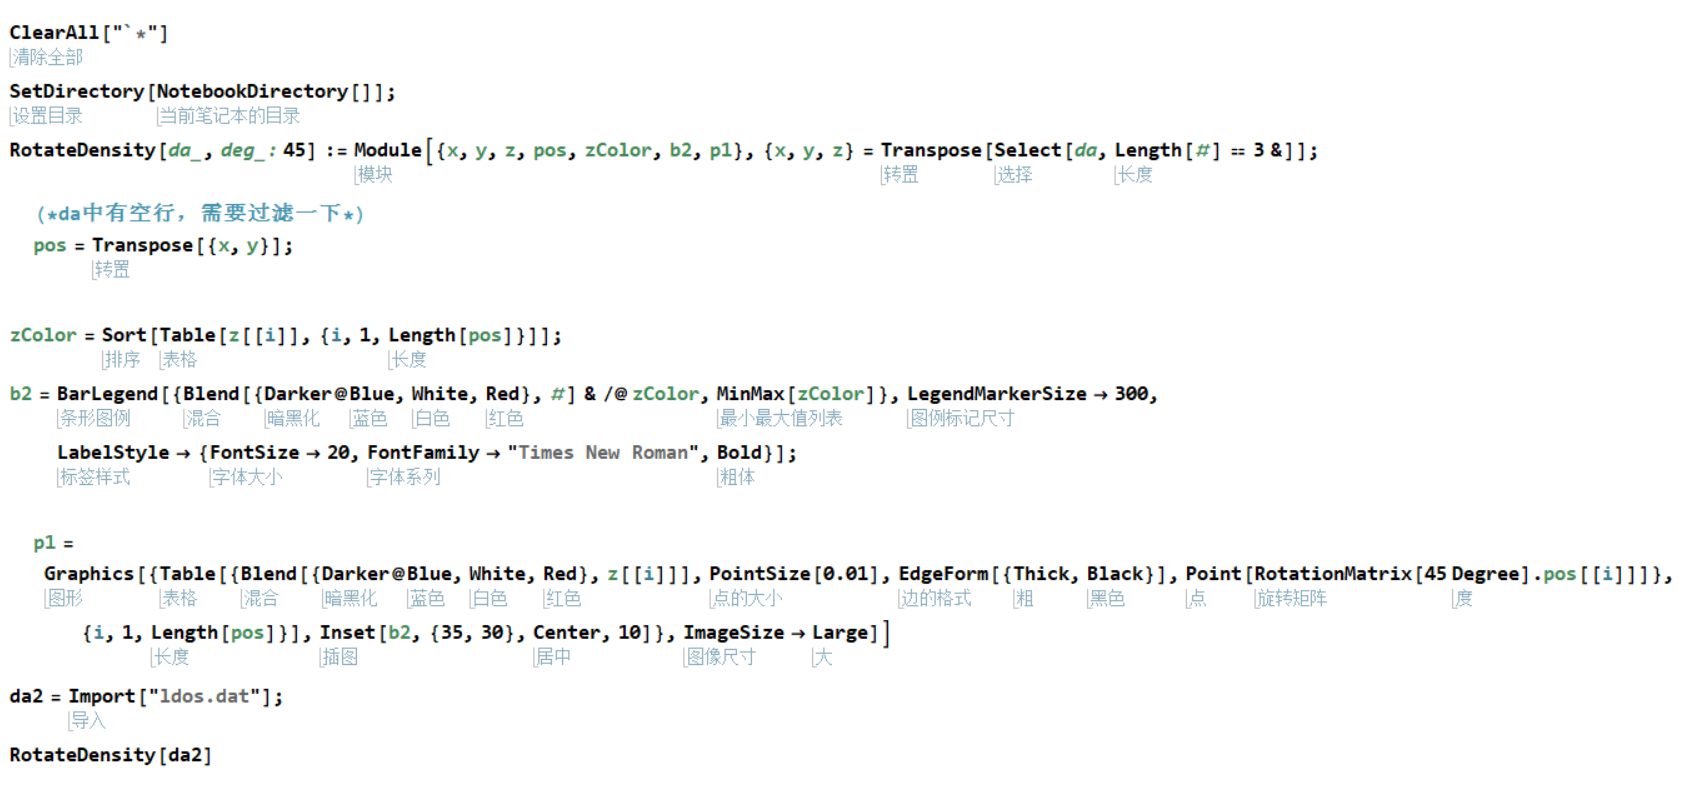 ClearAll["`*"]
清除全部
SetDirectory[NotebookDirectory[]];
设置目录 当前笔记本的目录
RotateDensity[da_, deg_: 45] := Module[{x, y, z, pos, zColor, b2, p1}, {x, y, z} = Transpose[Select[da, Length[#] == 3 &]];
模块 转置 选择 长度
(*da中有空行，需要过滤一下*)
pos = Transpose[{x, y}];
转置
zColor = Sort[Table[z[[i]], {i, 1, Length[pos]}]];
排序 表格 长度
b2 = BarLegend[{Blend[{Darker@Blue, White, Red}, #] & /@ zColor, MinMax[zColor]}, LegendMarkerSize → 300,
条形图例 混合 暗黑化 蓝色 白色 红色 最小最大值列表 图例标记尺寸
LabelStyle → {FontSize → 20, FontFamily → "Times New Roman", Bold}];
标签样式 字体大小 字体系列 粗体
p1 =
Graphics[{Table[{Blend[{Darker@Blue, White, Red}, z[[i]]], PointSize[0.01], EdgeForm[{Thick, Black}], Point[RotationMatrix[45 Degree].pos[[i]]]},
图形 表格 混合 暗黑化 蓝色 白色 红色 点的大小 边的格式 粗 黑色 点 旋转矩阵 度
{i, 1, Length[pos]}], Inset[b2, {35, 30}, Center, 10]}, ImageSize → Large]]
长度 插图 居中 图像尺寸 大
da2 = Import["ldos.dat"];
导入
RotateDensity[da2]